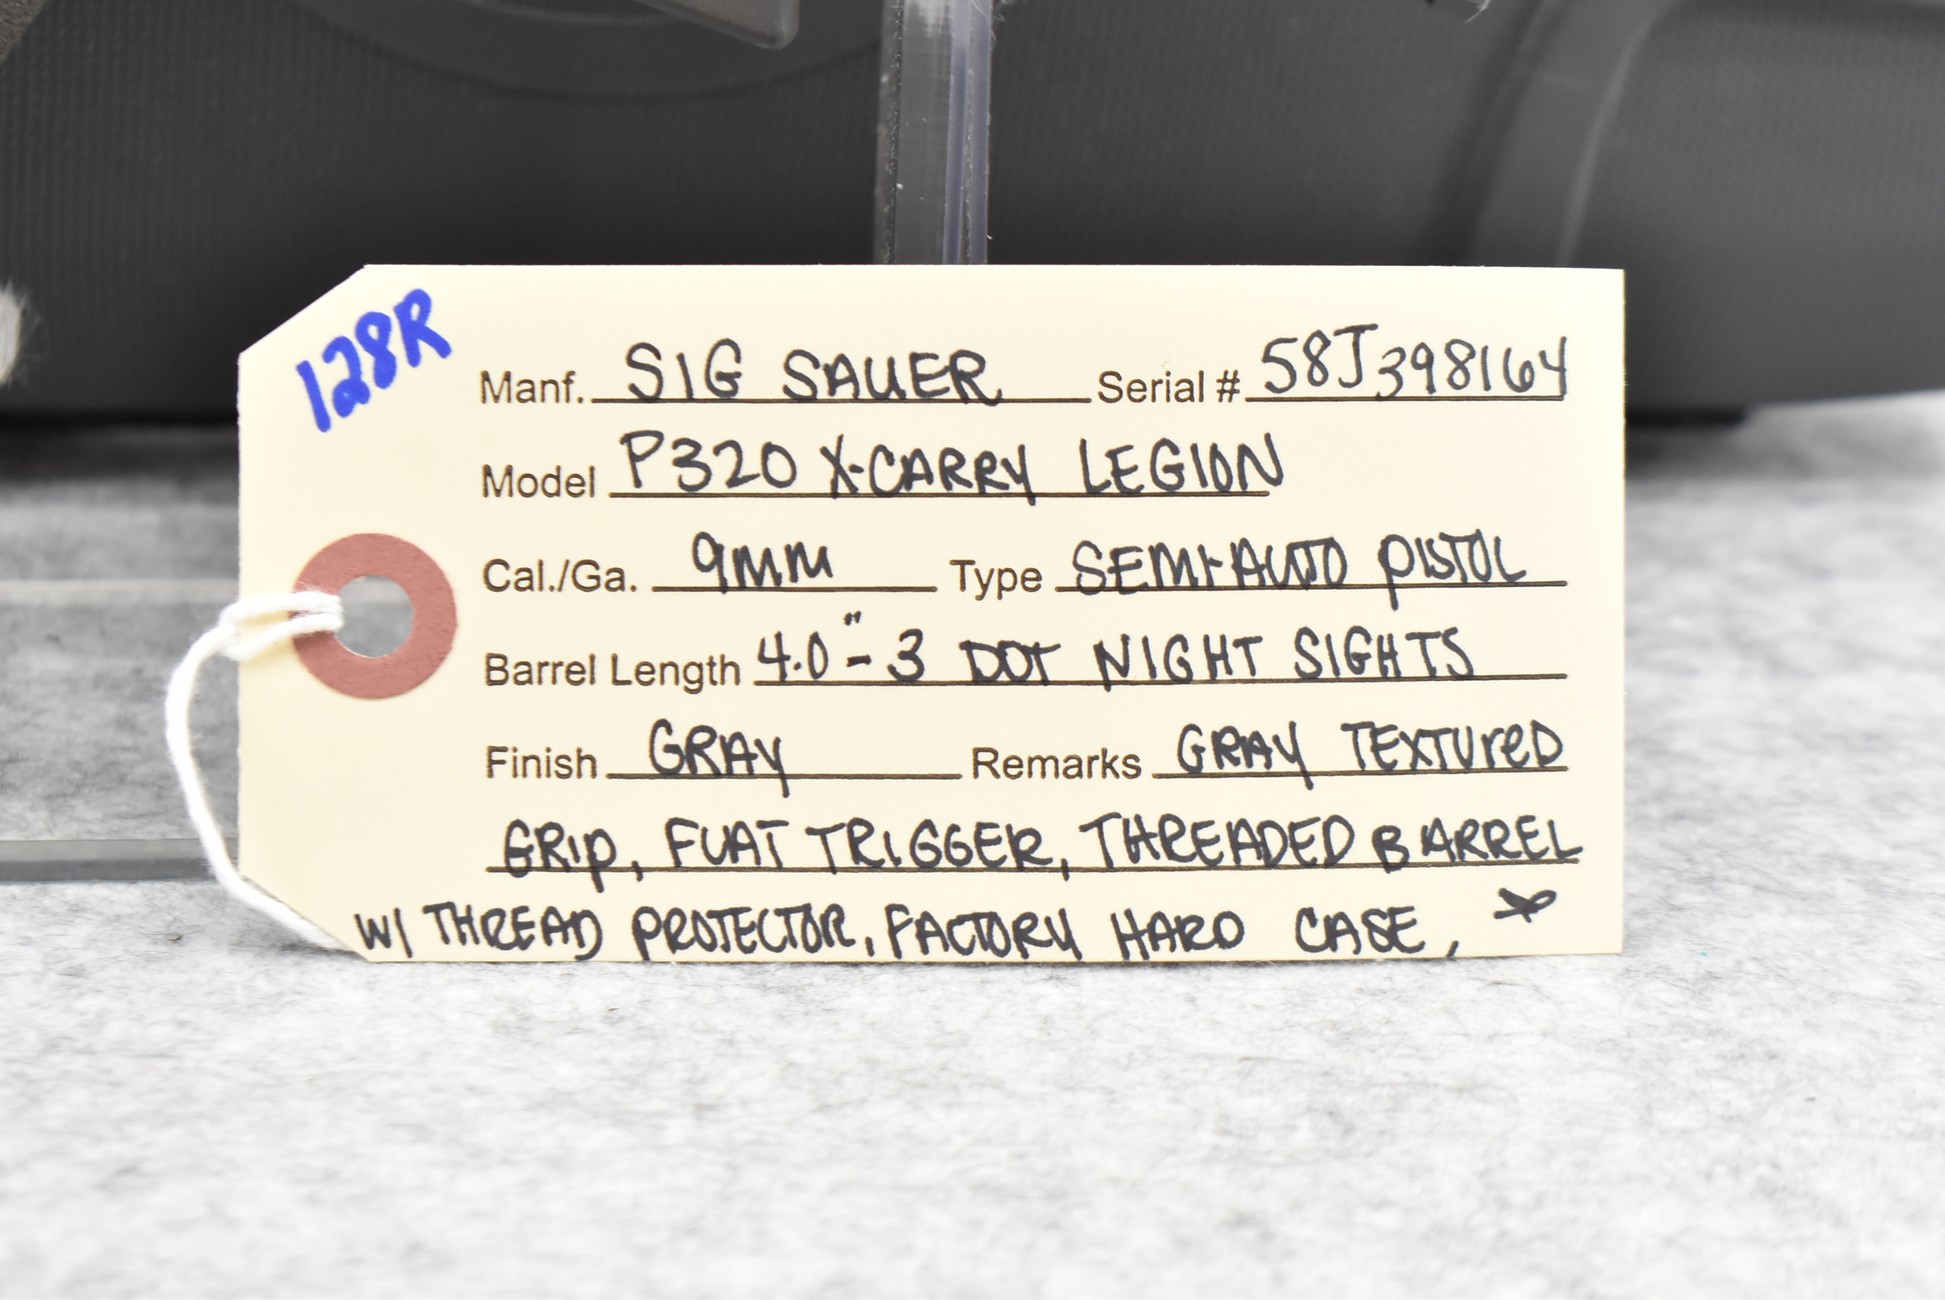 128R
Manf. SIG SAUER Serial # 58J398164
Model P320 X-CARRY LEGION
Cal./Ga. 9MM Type SEMI-AUTO PISTOL
Barrel Length 4.0"- 3 DOT NIGHT SIGHTS
Finish GRAY Remarks GRAY TEXTURED
GRIP, FLAT TRIGGER, THREADED BARREL
W/ THREAD PROTECTOR, FACTORY HARD CASE, *